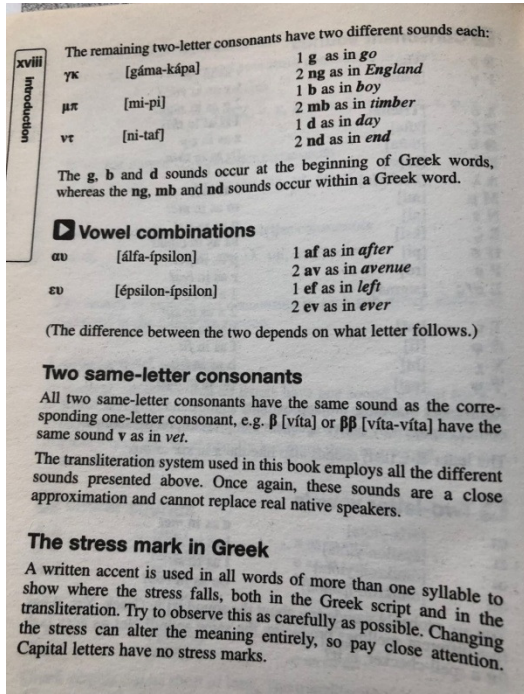 xviii
Introduction
The remaining two-letter consonants have two different sounds each:
γκ [gáma-kápa] 1 g as in go
2 ng as in England
μπ [mi-pi] 1 b as in boy
2 mb as in timber
ντ [ni-taf] 1 d as in day
2 nd as in end
The g, b and d sounds occur at the beginning of Greek words,
whereas the ng, mb and nd sounds occur within a Greek word.
Vowel combinations
αυ [álfa-ípsilon] 1 af as in after
2 av as in avenue
ευ [épsilon-ípsilon] 1 ef as in left
2 ev as in ever
(The difference between the two depends on what letter follows.)
Two same-letter consonants
All two same-letter consonants have the same sound as the corre-
sponding one-letter consonant, e.g. β [víta] or ββ [víta-víta] have the
same sound v as in vet.
The transliteration system used in this book employs all the different
sounds presented above. Once again, these sounds are a close
approximation and cannot replace real native speakers.
The stress mark in Greek
A written accent is used in all words of more than one syllable to
show where the stress falls, both in the Greek script and in the
transliteration. Try to observe this as carefully as possible. Changing
the stress can alter the meaning entirely, so pay close attention.
Capital letters have no stress marks.